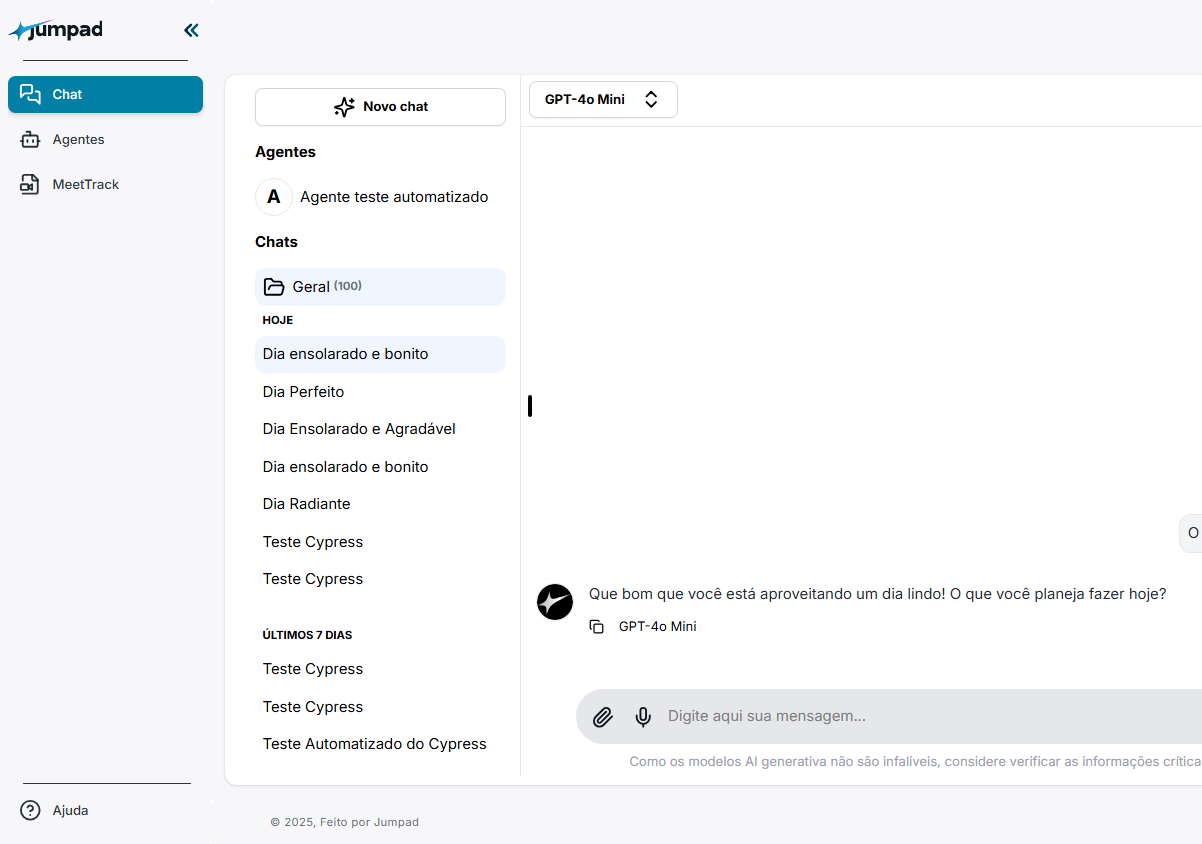 Jumpad
Chat
Agentes
MeetTrack
Ajuda
Novo chat
Agentes
A
Agente teste automatizado
Chats
Geral (100)
HOJE
Dia ensolarado e bonito
Dia Perfeito
Dia Ensolarado e Agradável
Dia ensolarado e bonito
Dia Radiante
Teste Cypress
Teste Cypress
ÚLTIMOS 7 DIAS
Teste Cypress
Teste Cypress
Teste Automatizado do Cypress
GPT-4o Mini
O
Que bom que você está aproveitando um dia lindo! O que você planeja fazer hoje?
GPT-4o Mini
Digite aqui sua mensagem...
Como os modelos AI generativa não são infalíveis, considere verificar as informações crítica
© 2025, Feito por Jumpad